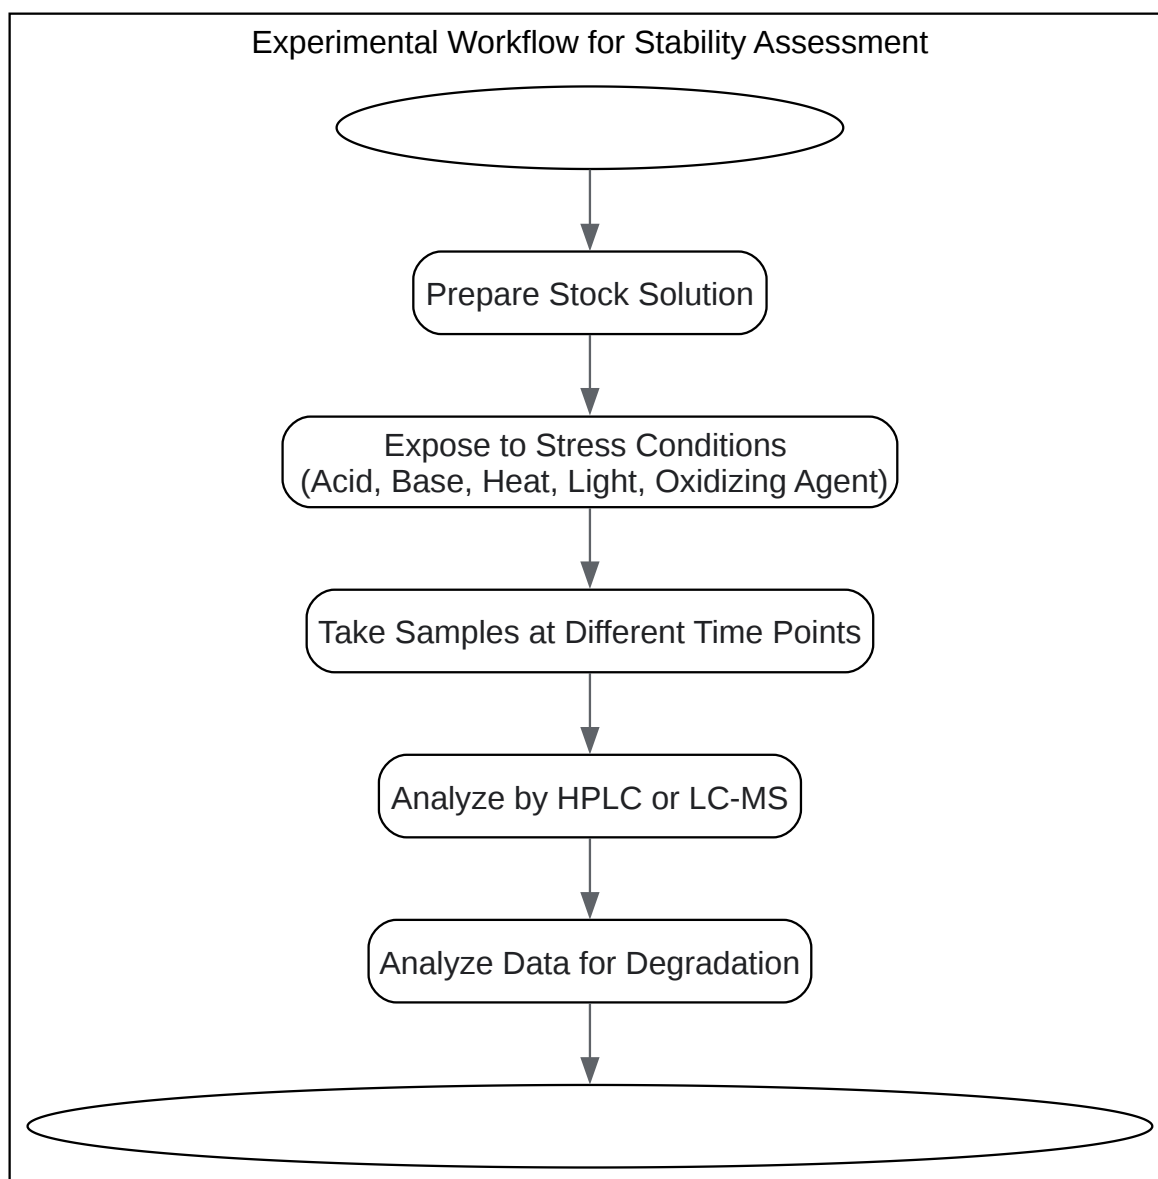 Experimental Workflow for Stability Assessment
Prepare Stock Solution
Expose to Stress Conditions
(Acid, Base, Heat, Light, Oxidizing Agent)
Take Samples at Different Time Points
Analyze by HPLC or LC-MS
Analyze Data for Degradation